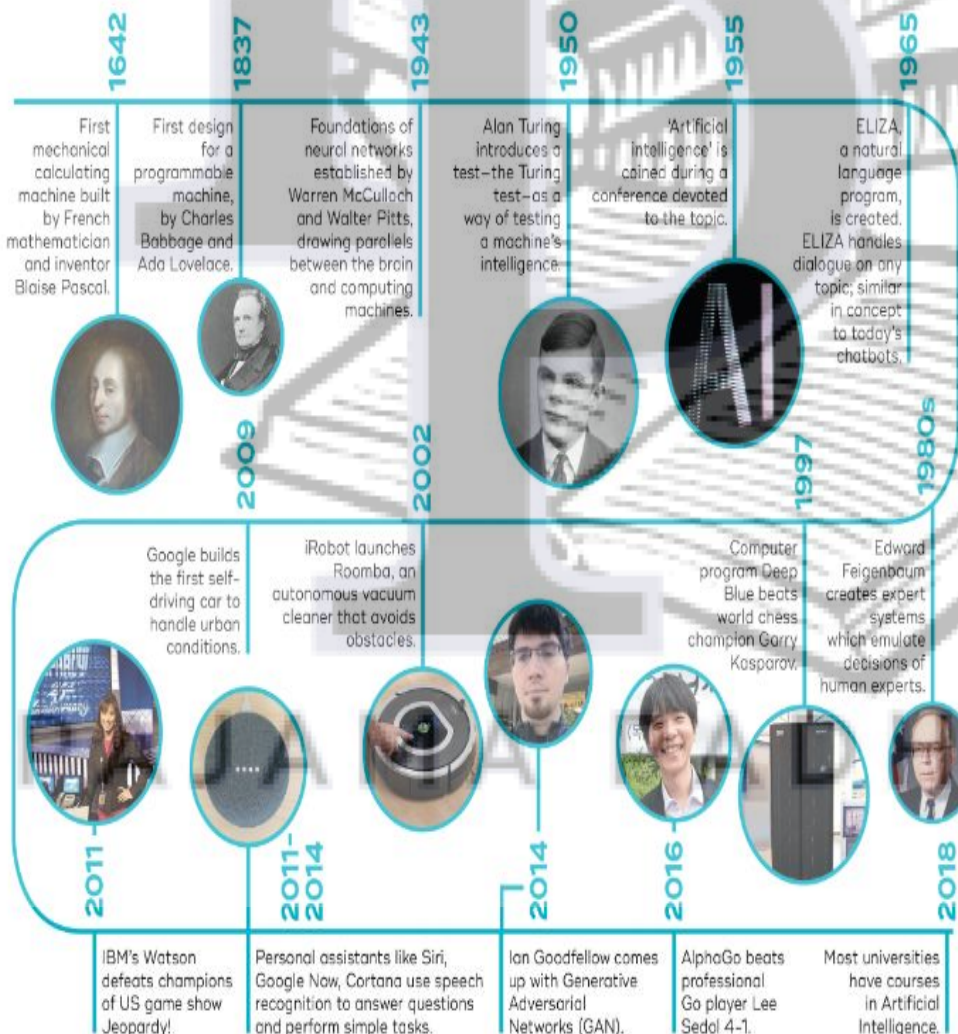 1642
First
mechanical
calculating
machine built
by French
mathematician
and inventor
Blaise Pascal.
1837
First design
for a
programmable
machine,
by Charles
Babbage and
Ada Lovelace.
1943
Foundations of
neural networks
established by
Warren McCulloch
and Walter Pitts,
drawing parallels
between the brain
and computing
machines.
1950
Alan Turing
introduces a
test—the Turing
test—as a
way of testing
a machine's
intelligence.
1955
'Artificial
intelligence' is
coined during a
conference devoted
to the topic.
AI
1965
ELIZA,
a natural
language
program,
is created.
ELIZA handles
dialogue on any
topic; similar
in concept
to today's
chatbots.
1980s
Edward
Feigenbaum
creates expert
systems
which emulate
decisions of
human experts.
1997
Computer
program Deep
Blue beats
world chess
champion Garry
Kasparov.
2002
iRobot launches
Roomba, an
autonomous vacuum
cleaner that avoids
obstacles.
2009
Google builds
the first self-
driving car to
handle urban
conditions.
2011
IBM's Watson
defeats champions
of US game show
Jeopardy!
2011-
2014
Personal assistants like Siri,
Google Now, Cortana use speech
recognition to answer questions
and perform simple tasks.
2014
Ian Goodfellow comes
up with Generative
Adversarial
Networks (GAN).
2016
AlphaGo beats
professional
Go player Lee
Sedol 4-1.
2018
Most universities
have courses
in Artificial
Intelligence.